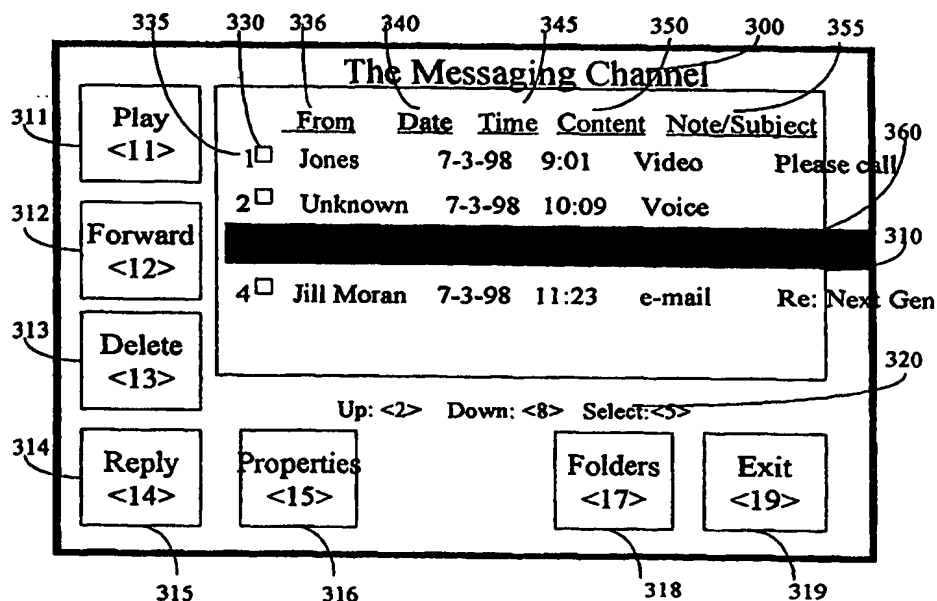 335 330 336 340 345 350 300 355
The Messaging Channel
311 Play <11>
From Date Time Content Note/Subject
360
1 Jones 7-3-98 9:01 Video Please call
312 Forward <12>
2 Unknown 7-3-98 10:09 Voice
310
4 Jill Moran 7-3-98 11:23 e-mail Re: Next Gen
313 Delete <13>
320
Up: <2> Down: <8> Select:<5>
314 Reply <14>
Properties <15>
Folders <17>
Exit <19>
315 316 318 319